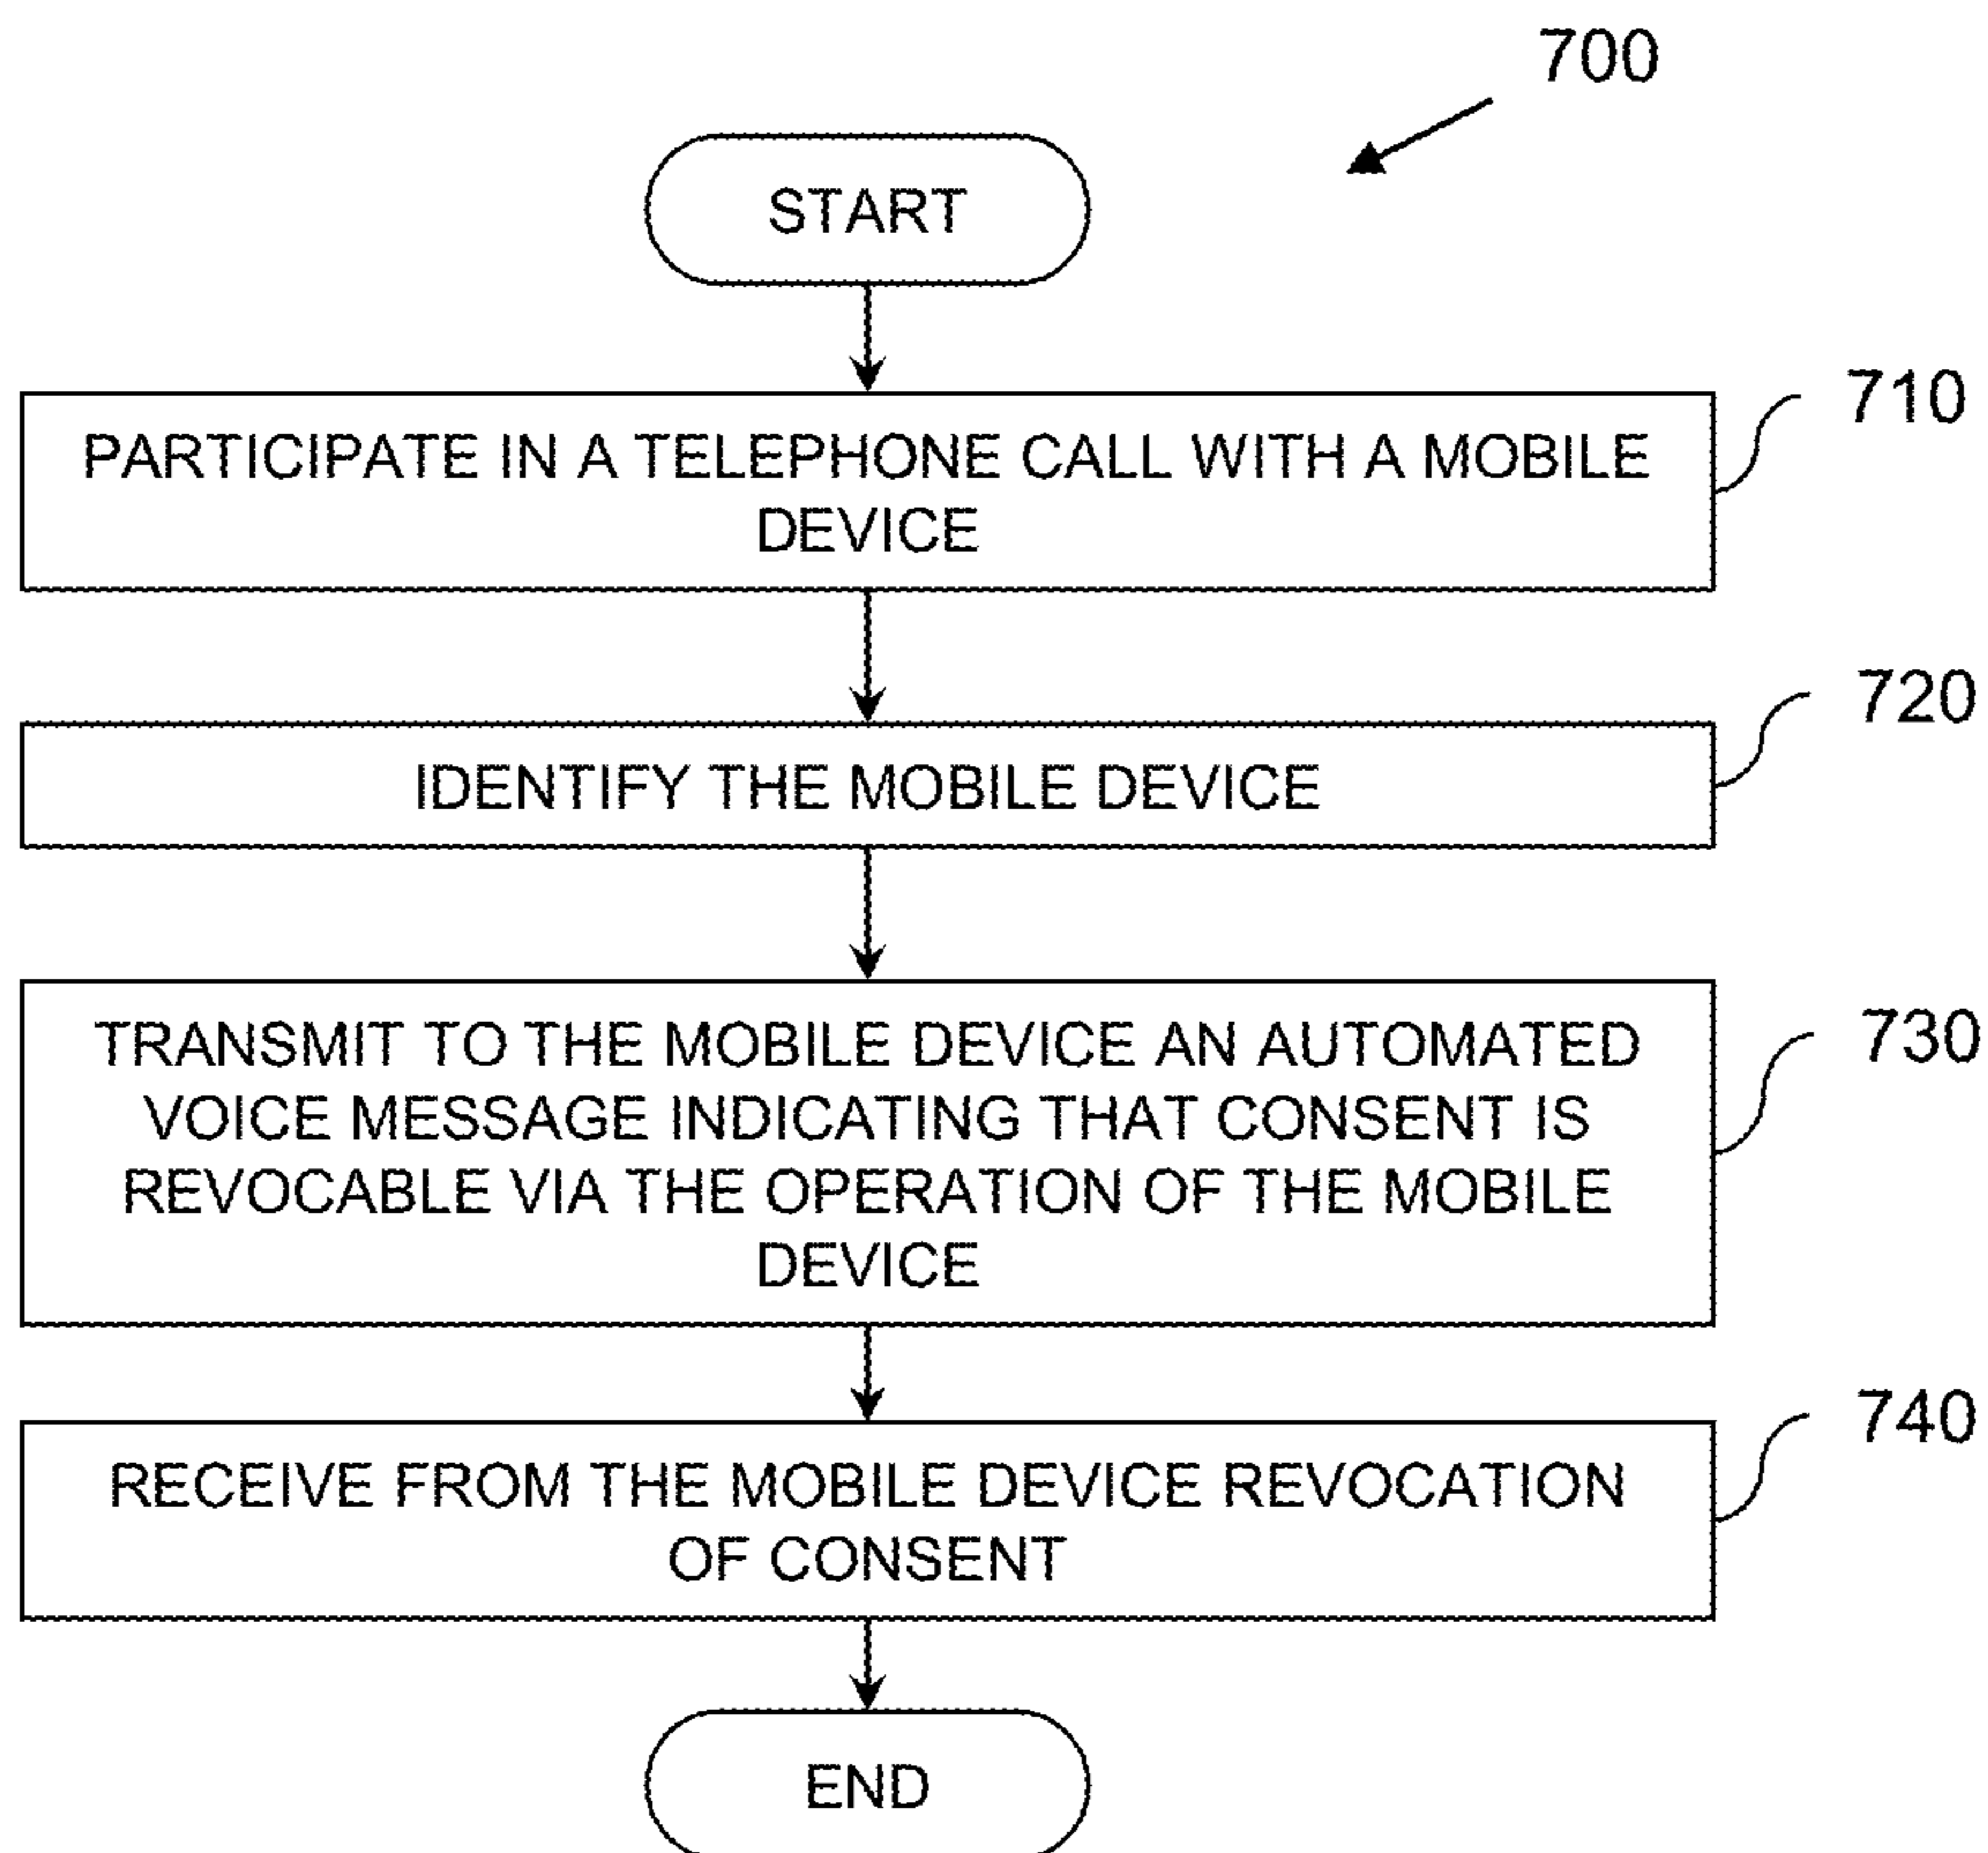 700
START
710
PARTICIPATE IN A TELEPHONE CALL WITH A MOBILE
DEVICE
720
IDENTIFY THE MOBILE DEVICE
730
TRANSMIT TO THE MOBILE DEVICE AN AUTOMATED
VOICE MESSAGE INDICATING THAT CONSENT IS
REVOCABLE VIA THE OPERATION OF THE MOBILE
DEVICE
740
RECEIVE FROM THE MOBILE DEVICE REVOCATION
OF CONSENT
END